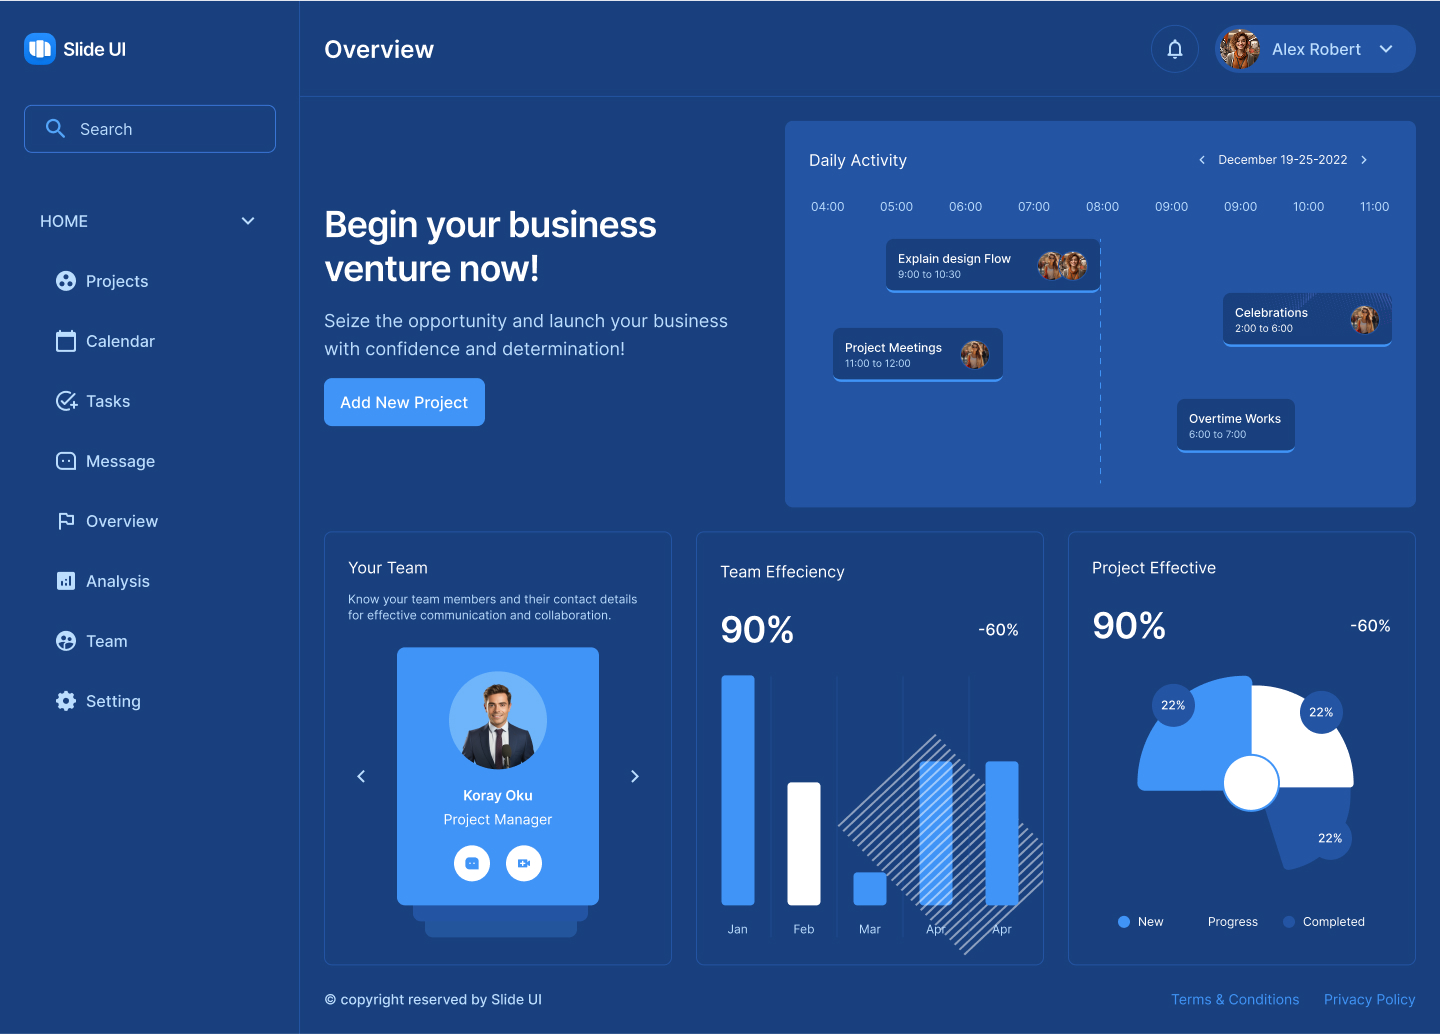 Slide UI
Search
HOME
Projects
Calendar
Tasks
Message
Overview
Analysis
Team
Setting
Overview
Alex Robert
Begin your business
venture now!
Seize the opportunity and launch your business
with confidence and determination!
Add New Project
Daily Activity
December 19-25-2022
04:00 05:00 06:00 07:00 08:00 09:00 09:00 10:00 11:00
Explain design Flow
9:00 to 10:30
Celebrations
2:00 to 6:00
Project Meetings
11:00 to 12:00
Overtime Works
6:00 to 7:00
Your Team
Know your team members and their contact details
for effective communication and collaboration.
Koray Oku
Project Manager
Team Effeciency
90%
-60%
Jan Feb Mar Apr Apr
Project Effective
90%
-60%
22%
22%
22%
New Progress Completed
© copyright reserved by Slide UI
Terms & Conditions
Privacy Policy